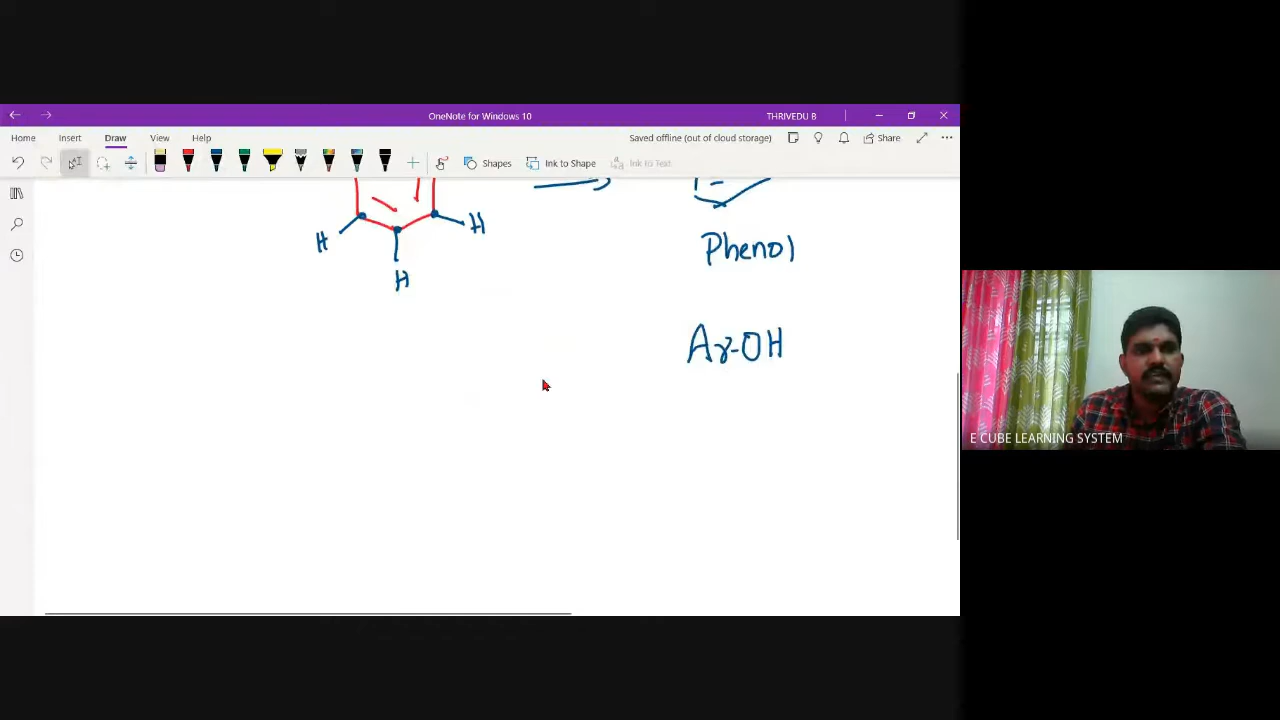 OneNote for Windows 10
THRIVEDU B
Home Insert Draw View Help
Saved offline (out of cloud storage)
Share
Shapes
Ink to Shape
Ink to Text
H
H
H
Phenol
Ar-OH
E CUBE LEARNING SYSTEM